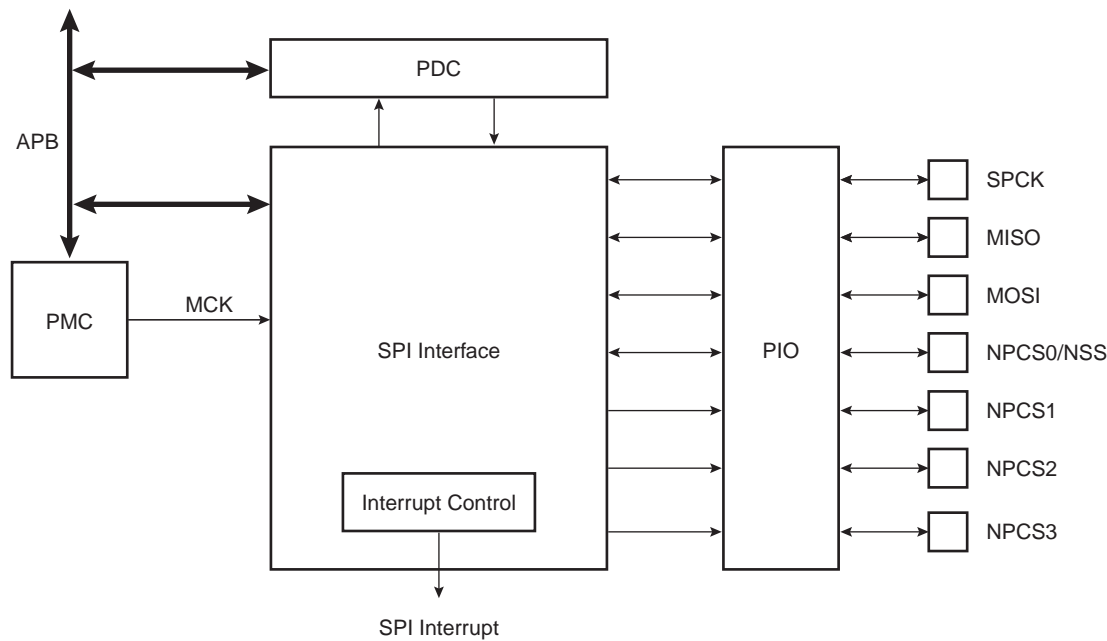 PDC
APB
SPCK
MISO
MOSI
MCK
PMC
SPI Interface
PIO
NPCS0/NSS
NPCS1
NPCS2
Interrupt Control
NPCS3
SPI Interrupt